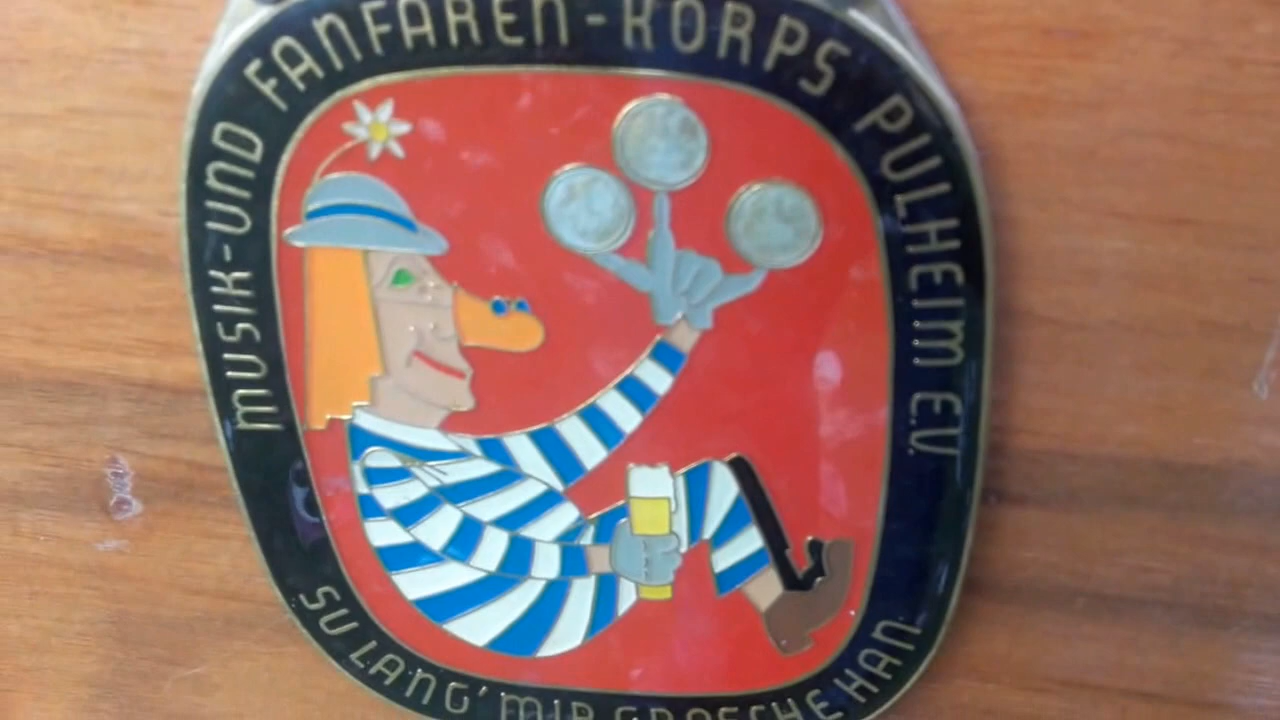 MUSIK-UND FANFAREN-KORPS PULHEIM E.V.
SU LANG' MIR GROSCHE HAN